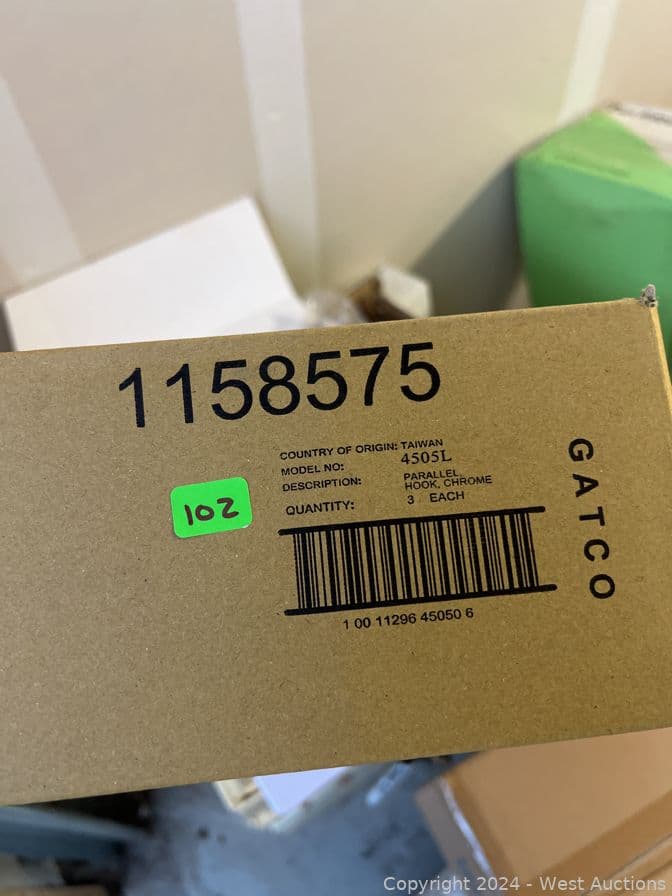 1158575
COUNTRY OF ORIGIN: TAIWAN
MODEL NO: 4505L
DESCRIPTION: PARALLEL
HOOK, CHROME
QUANTITY: 3 EACH
102
1 00 11296 45050 6
GATCO
Copyright 2024 - West Auctions